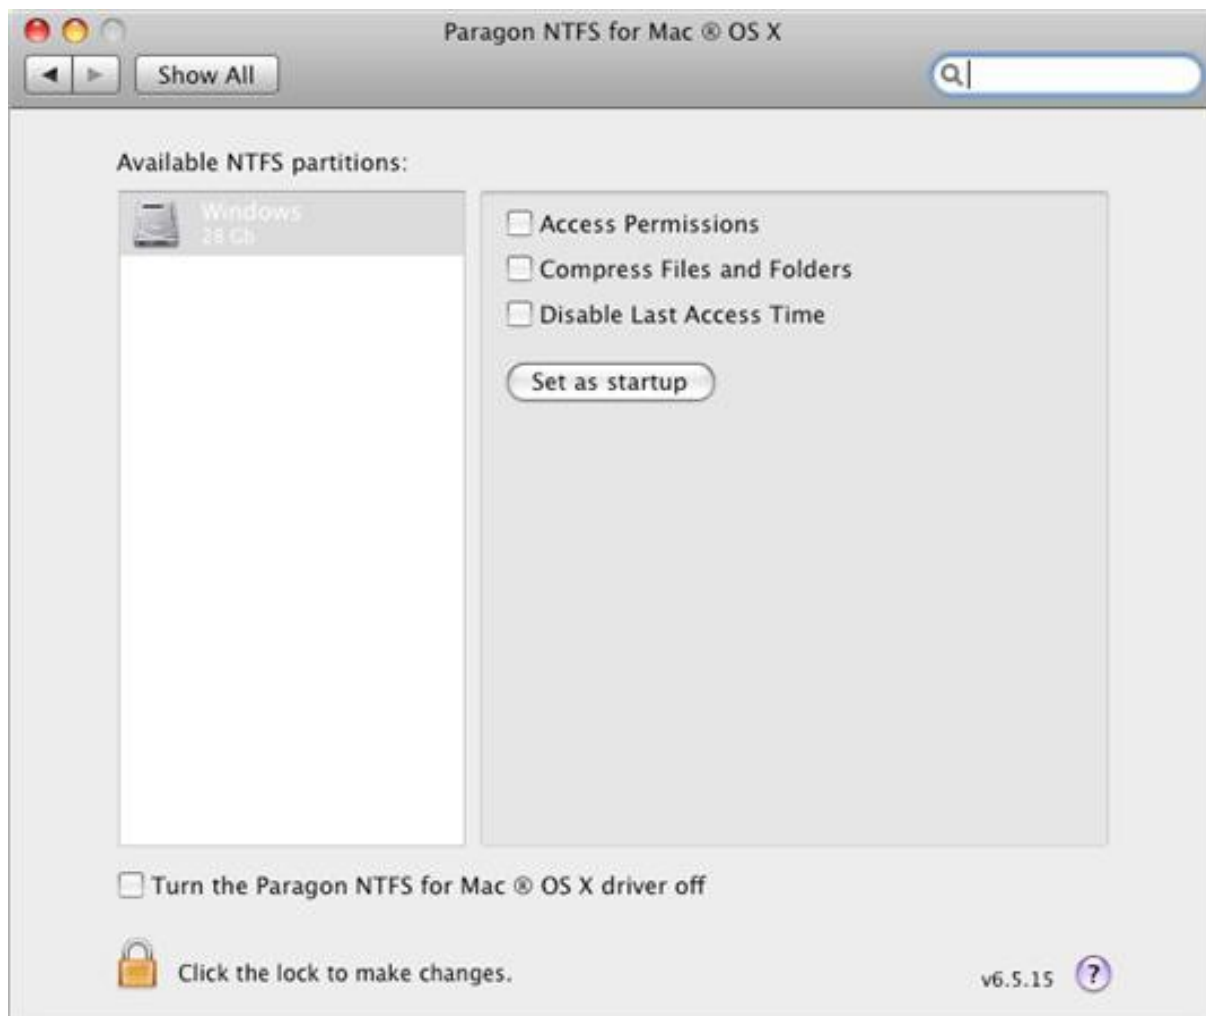 Paragon NTFS for Mac ® OS X
Show All
Available NTFS partitions:
Windows
28 Gb
Access Permissions
Compress Files and Folders
Disable Last Access Time
Set as startup
Turn the Paragon NTFS for Mac ® OS X driver off
Click the lock to make changes.
v6.5.15 ?